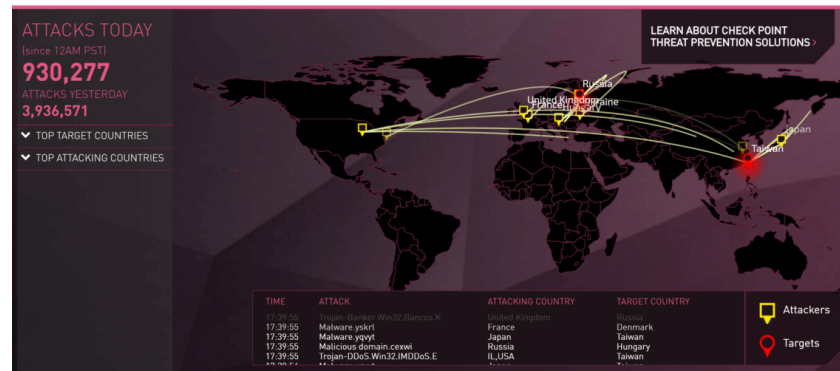 ATTACKS TODAY
(since 12AM PST)
930,277
ATTACKS YESTERDAY
3,936,571
TOP TARGET COUNTRIES
TOP ATTACKING COUNTRIES
LEARN ABOUT CHECK POINT
THREAT PREVENTION SOLUTIONS >
Russia
United Kingdom
France
Hungary
Japan
Taiwan
TIME ATTACK ATTACKING COUNTRY TARGET COUNTRY
17:39:55 Trojan-Banker.Win32.Bancos.K United Kingdom Russia
17:39:55 Malware.yskrl France Denmark
17:39:55 Malware.yqvyt Japan Taiwan
17:39:55 Malicious domain.cexwi Russia Hungary
17:39:55 Trojan-DDoS.Win32.IMDDoS.E IL,USA Taiwan
Attackers
Targets